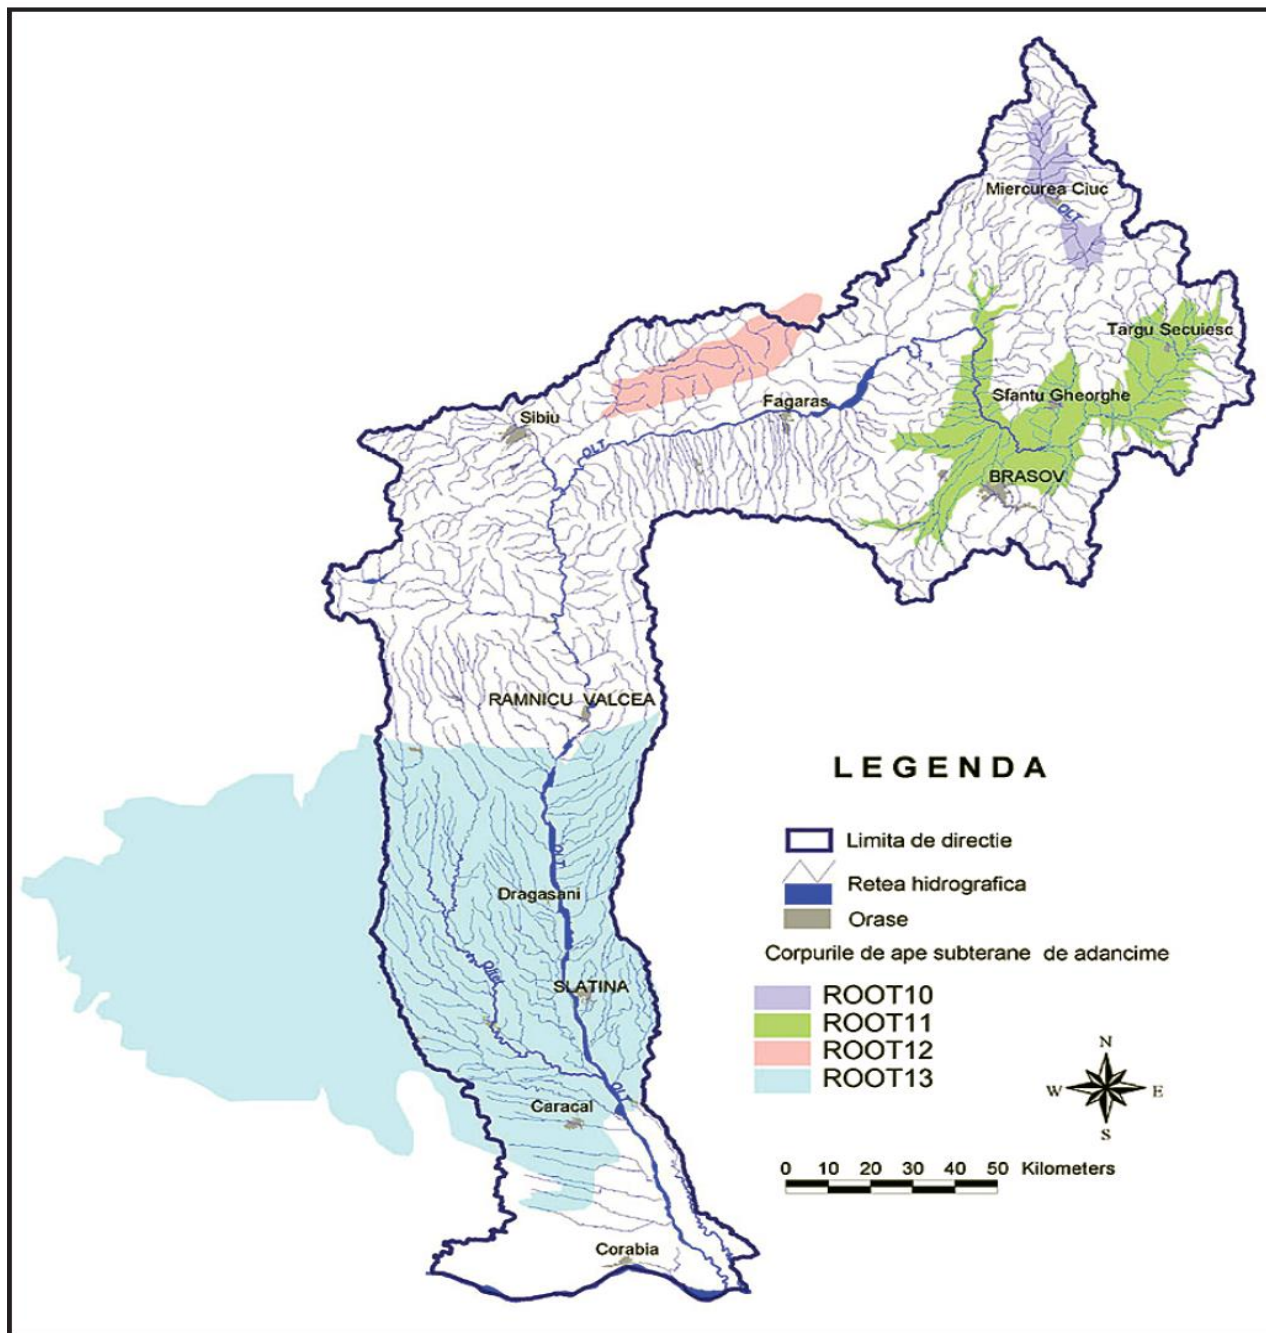 Miercurea Ciuc
OLT
Targu Secuiesc
Sfantu Gheorghe
Fagaras
Sibiu
OLT
BRASOV
RAMNICU VALCEA
LEGENDA
Limita de directie
OLT
Retea hidrografica
Dragasani
Orase
Corpurile de ape subterane de adancime
SLATINA
ROOT10
ROOT11
ROOT12
ROOT13
N
W E
S
OLT
Caracal
0 10 20 30 40 50 Kilometers
Corabia